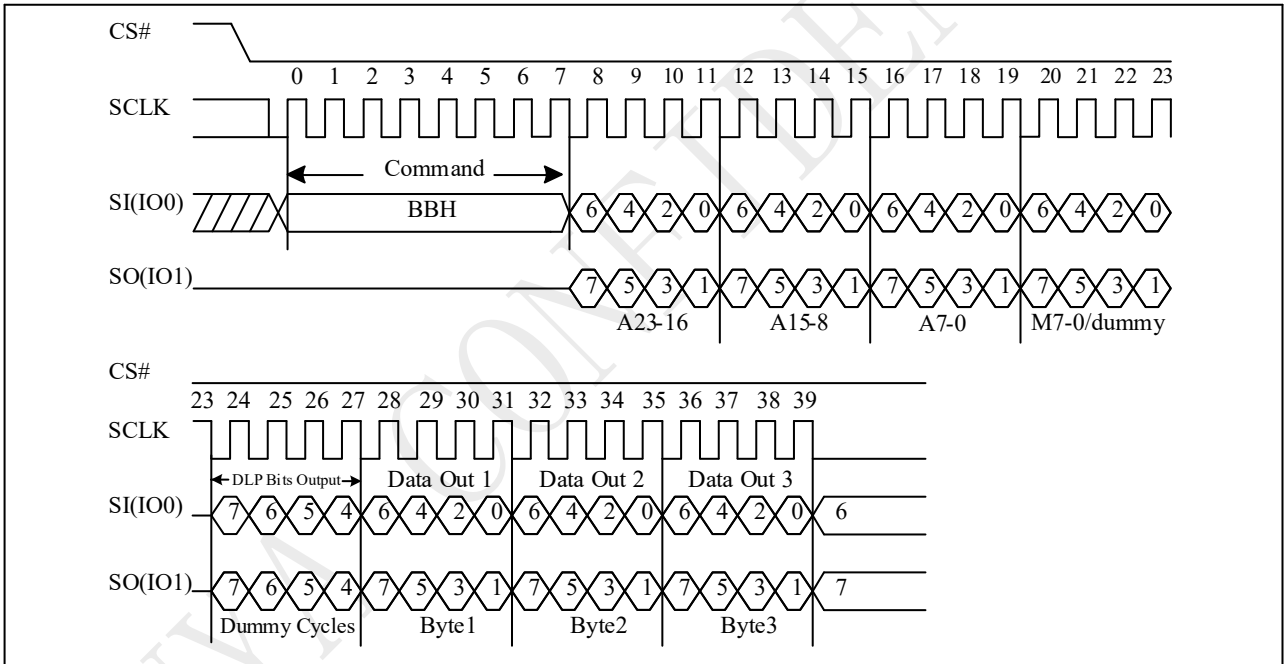 CS#
0 1 2 3 4 5 6 7 8 9 10 11 12 13 14 15 16 17 18 19 20 21 22 23
SCLK
Command
SI(IO0)
BBH
6 4 2 0 6 4 2 0 6 4 2 0 6 4 2 0
SO(IO1)
7 5 3 1 7 5 3 1 7 5 3 1 7 5 3 1
A23-16 A15-8 A7-0 M7-0/dummy
CS#
23 24 25 26 27 28 29 30 31 32 33 34 35 36 37 38 39
SCLK
DLP Bits Output Data Out 1 Data Out 2 Data Out 3
SI(IO0)
7 6 5 4 6 4 2 0 6 4 2 0 6 4 2 0 6
SO(IO1)
7 6 5 4 7 5 3 1 7 5 3 1 7 5 3 1 7
Dummy Cycles Byte1 Byte2 Byte3